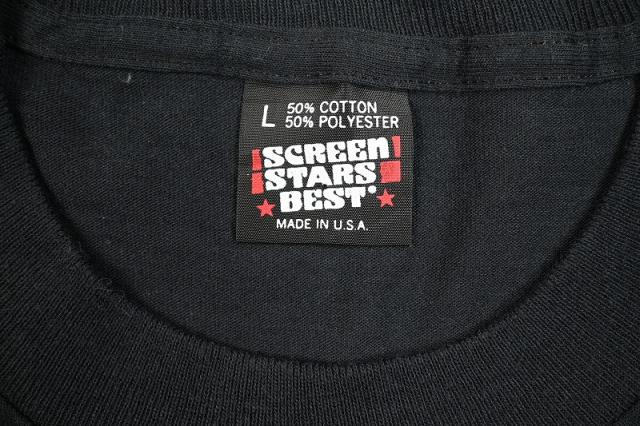 L 50% COTTON
50% POLYESTER
SCREEN
STARS
BEST®
MADE IN U.S.A.